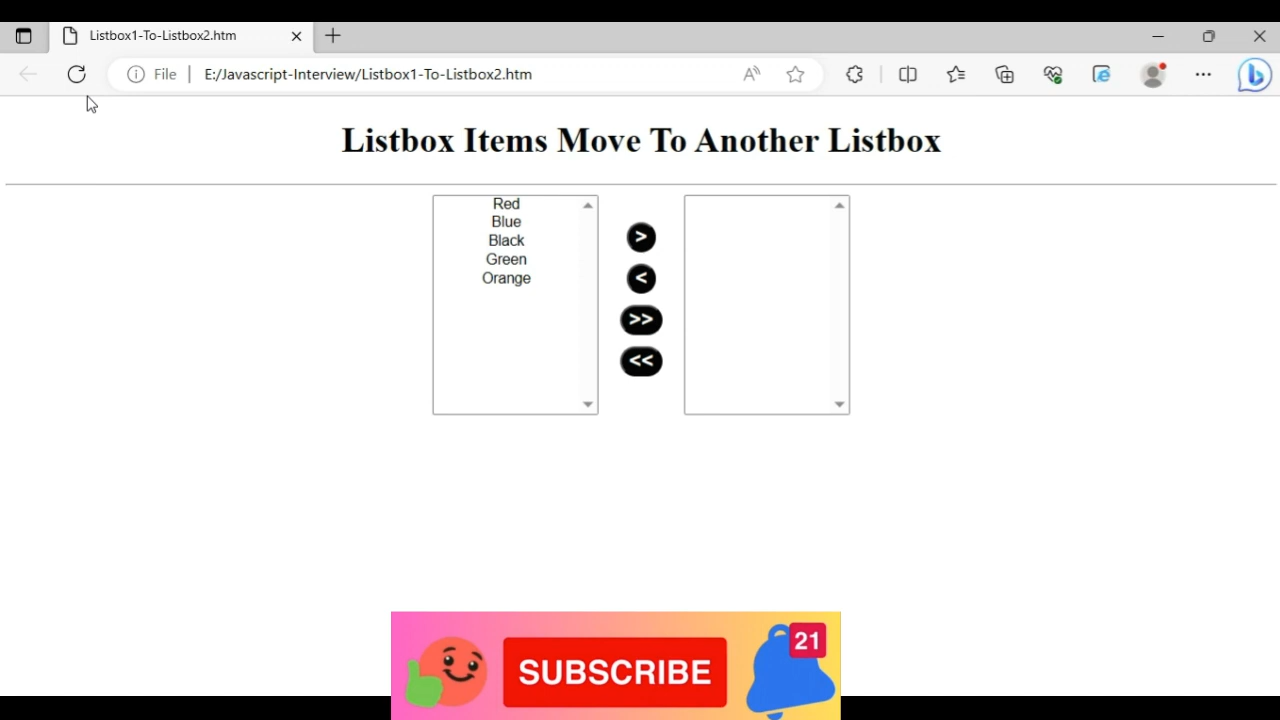 Listbox1-To-Listbox2.htm
File
E:/Javascript-Interview/Listbox1-To-Listbox2.htm
Listbox Items Move To Another Listbox
Red
Blue
Black
Green
Orange
>
<
>>
<<
SUBSCRIBE
21